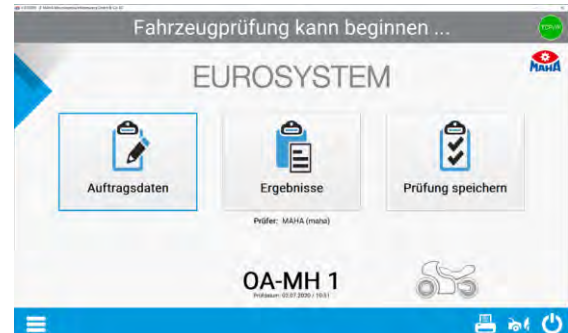 Fahrzeugprüfung kann beginnen ...
MAHA
EUROSYSTEM
Auftragsdaten
Ergebnisse
Prüfung speichern
Prüfer: MAHA (maha)
OA-MH 1